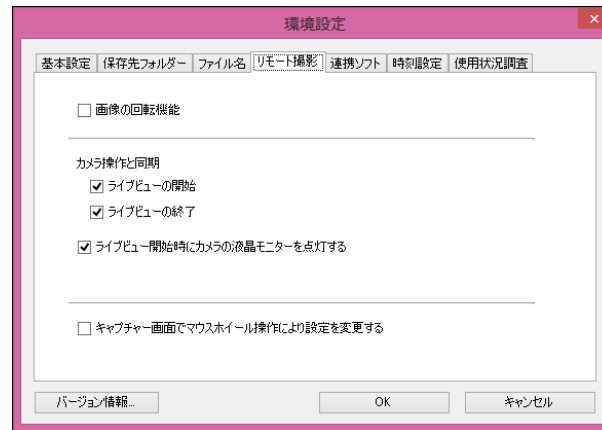 環境設定
基本設定 保存先フォルダー ファイル名 リモート撮影 連携ソフト 時刻設定 使用状況調査
画像の回転機能
カメラ操作と同期
ライブビューの開始
ライブビューの終了
ライブビュー開始時にカメラの液晶モニターを点灯する
キャプチャー画面でマウスホイール操作により設定を変更する
バージョン情報... OK キャンセル